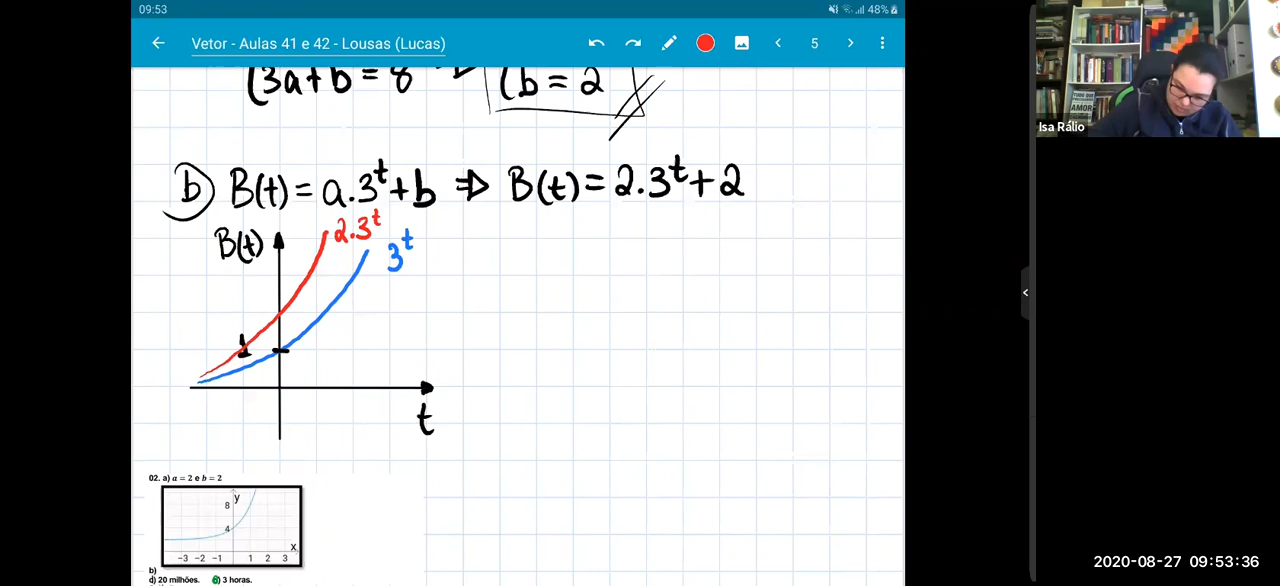 09:53
48%
Vetor - Aulas 41 e 42 - Lousas (Lucas)
5
3a+b = 8
b = 2
b) B(t) = a.3^t + b ⇒ B(t) = 2.3^t + 2
2.3^t
B(t)
3^t
1
t
02. a) a = 2 e b = 2
y
8
4
x
-3 -2 -1 1 2 3
b)
d) 20 milhões. e) 3 horas.
TUDO
AMOR
Isa Rálio
<
2020-08-27 09:53:36